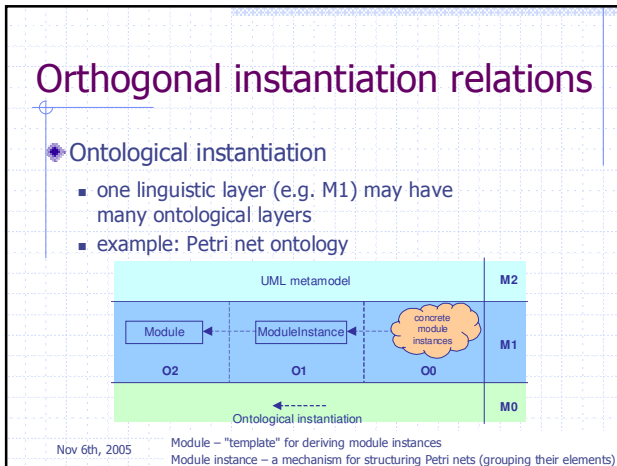 Orthogonal instantiation relations
Ontological instantiation
one linguistic layer (e.g. M1) may have
many ontological layers
example: Petri net ontology
UML metamodel
M2
Module
ModuleInstance
concrete
module
instances
M1
O2
O1
O0
M0
Ontological instantiation
Nov 6th, 2005
Module – "template" for deriving module instances
Module instance – a mechanism for structuring Petri nets (grouping their elements)